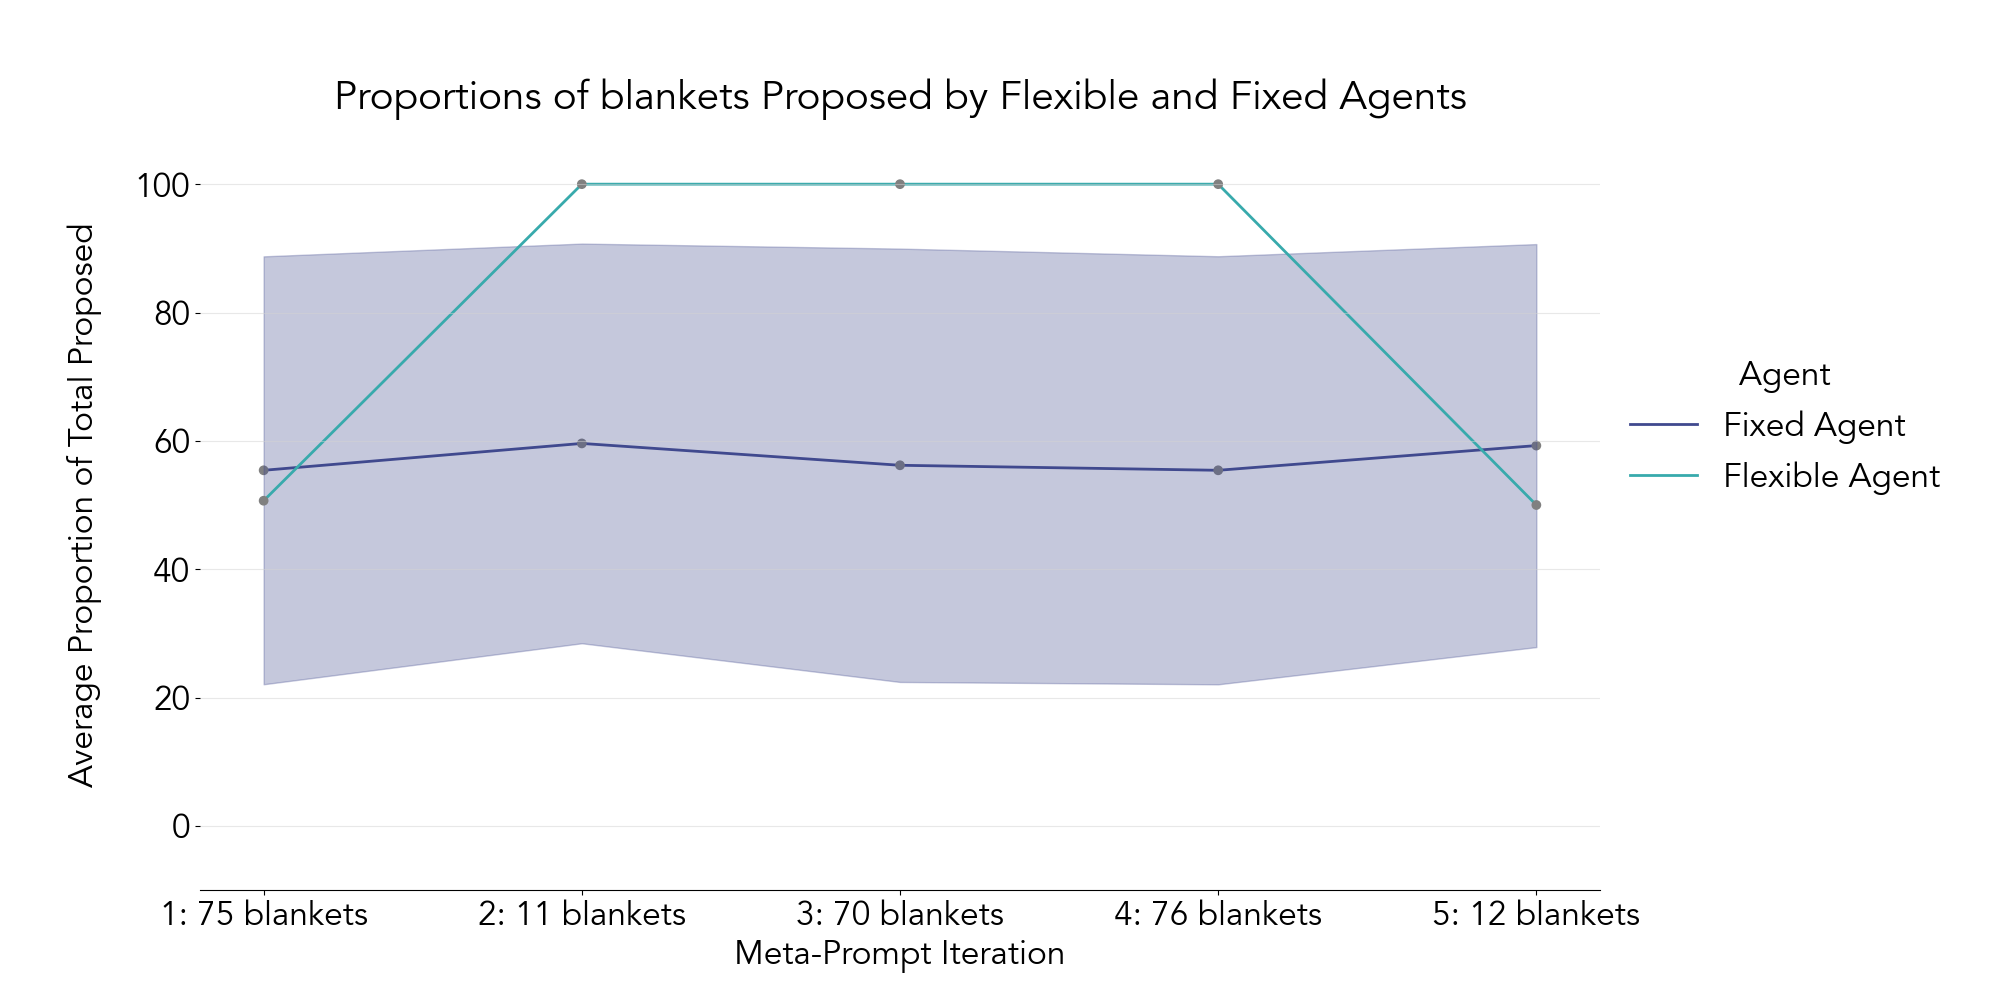 Proportions of blankets Proposed by Flexible and Fixed Agents
Average Proportion of Total Proposed
100
80
60
40
20
0
1: 75 blankets
2: 11 blankets
3: 70 blankets
4: 76 blankets
5: 12 blankets
Meta-Prompt Iteration
Agent
Fixed Agent
Flexible Agent